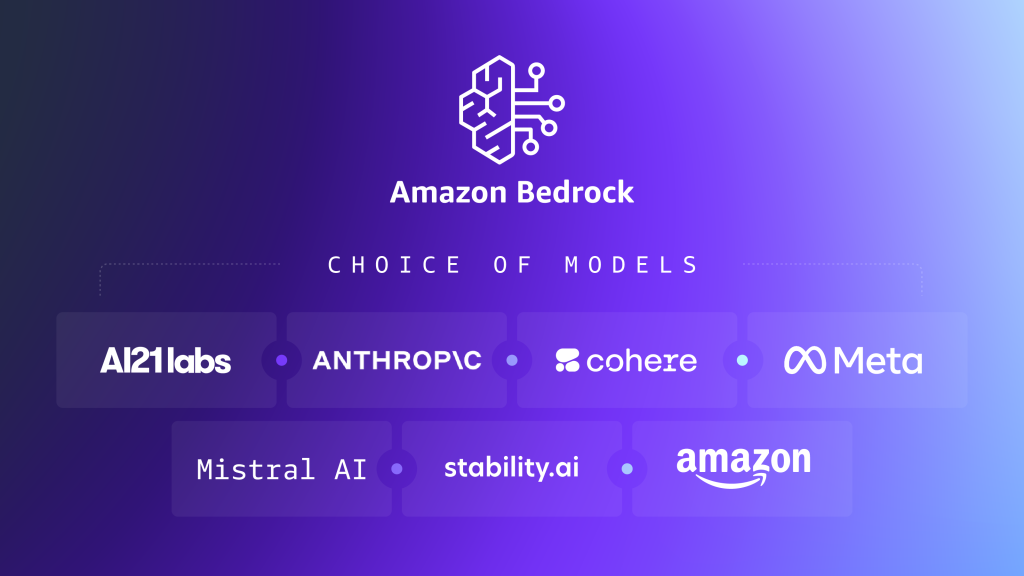 Amazon Bedrock
CHOICE OF MODELS
AI21labs
ANTHROP\C
cohere
Meta
Mistral AI
stability.ai
amazon